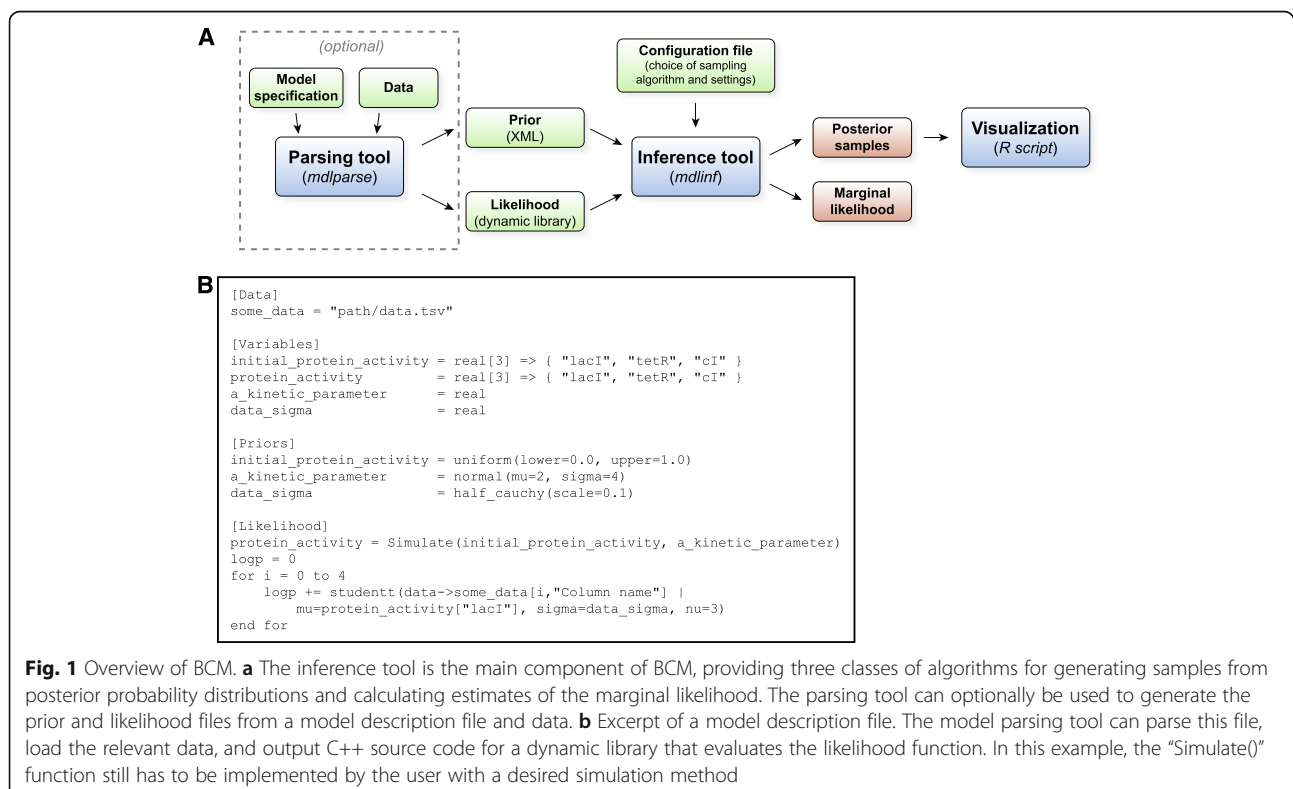 A
(optional)
Model
specification
Data
Parsing tool
(mdlparse)
Prior
(XML)
Likelihood
(dynamic library)
Configuration file
(choice of sampling
algorithm and settings)
Inference tool
(mdlinf)
Posterior
samples
Marginal
likelihood
Visualization
(R script)
B
[Data]
some_data = "path/data.tsv"
[Variables]
initial_protein_activity = real[3] => { "lacI", "tetR", "cI" }
protein_activity         = real[3] => { "lacI", "tetR", "cI" }
a_kinetic_parameter      = real
data_sigma               = real
[Priors]
initial_protein_activity = uniform(lower=0.0, upper=1.0)
a_kinetic_parameter      = normal(mu=2, sigma=4)
data_sigma               = half_cauchy(scale=0.1)
[Likelihood]
protein_activity = Simulate(initial_protein_activity, a_kinetic_parameter)
logp = 0
for i = 0 to 4
    logp += studentt(data->some_data[i,"Column name"] |
        mu=protein_activity["lacI"], sigma=data_sigma, nu=3)
end for
Fig. 1 Overview of BCM. a The inference tool is the main component of BCM, providing three classes of algorithms for generating samples from
posterior probability distributions and calculating estimates of the marginal likelihood. The parsing tool can optionally be used to generate the
prior and likelihood files from a model description file and data. b Excerpt of a model description file. The model parsing tool can parse this file,
load the relevant data, and output C++ source code for a dynamic library that evaluates the likelihood function. In this example, the “Simulate()”
function still has to be implemented by the user with a desired simulation method